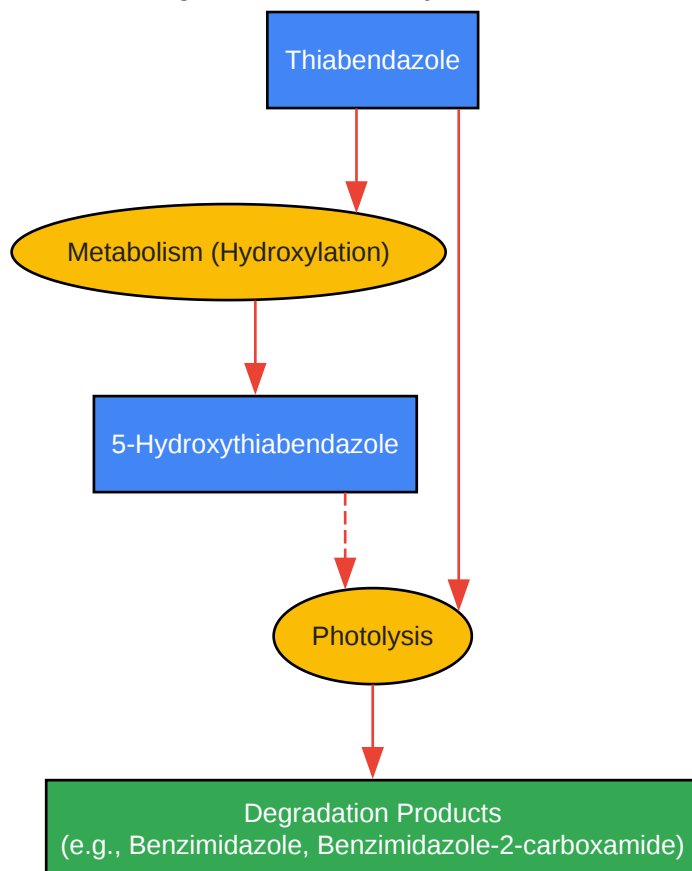 Thiabendazole
Metabolism (Hydroxylation)
5-Hydroxythiabendazole
Photolysis
Degradation Products
(e.g., Benzimidazole, Benzimidazole-2-carboxamide)